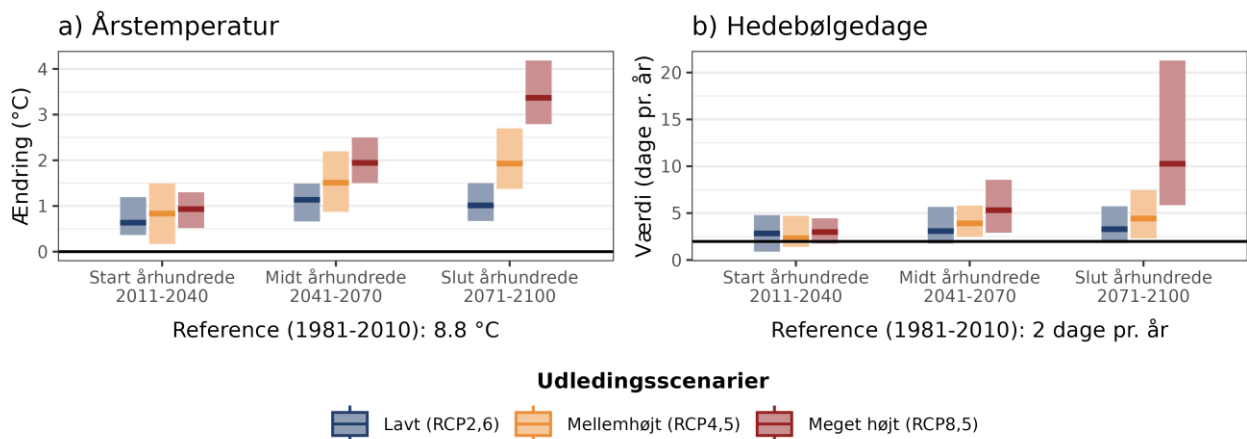 a) Årstemperatur
Ændring (°C)
4
3
2
1
0
Start århundrede
2011-2040
Midt århundrede
2041-2070
Slut århundrede
2071-2100
Reference (1981-2010): 8.8 °C
b) Hedebølgedage
Værdi (dage pr. år)
20
15
10
5
0
Start århundrede
2011-2040
Midt århundrede
2041-2070
Slut århundrede
2071-2100
Reference (1981-2010): 2 dage pr. år
Udledingsscenarier
Lavt (RCP2,6)
Mellemhøjt (RCP4,5)
Meget højt (RCP8,5)